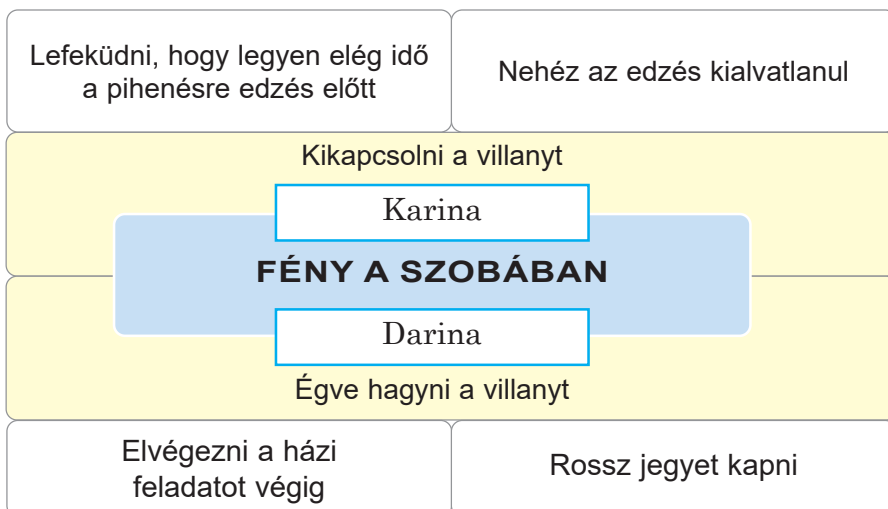 Lefeküdni, hogy legyen elég idő
a pihenésre edzés előtt
Nehéz az edzés kialvatlanul
Kikapcsolni a villanyt
Karina
FÉNY A SZOBÁBAN
Darina
Égve hagyni a villanyt
Elvégezni a házi
feladatot végig
Rossz jegyet kapni